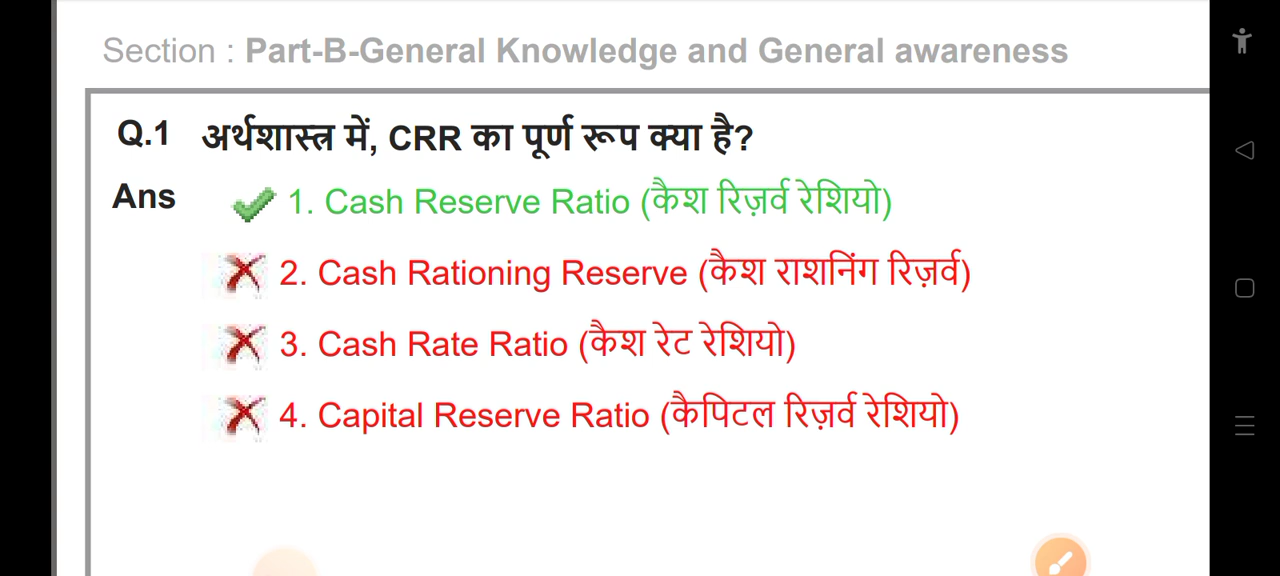 Section : Part-B-General Knowledge and General awareness
Q.1 अर्थशास्त्र में, CRR का पूर्ण रूप क्या है?
Ans 1. Cash Reserve Ratio (कैश रिज़र्व रेशियो)
2. Cash Rationing Reserve (कैश राशनिंग रिज़र्व)
3. Cash Rate Ratio (कैश रेट रेशियो)
4. Capital Reserve Ratio (कैपिटल रिज़र्व रेशियो)